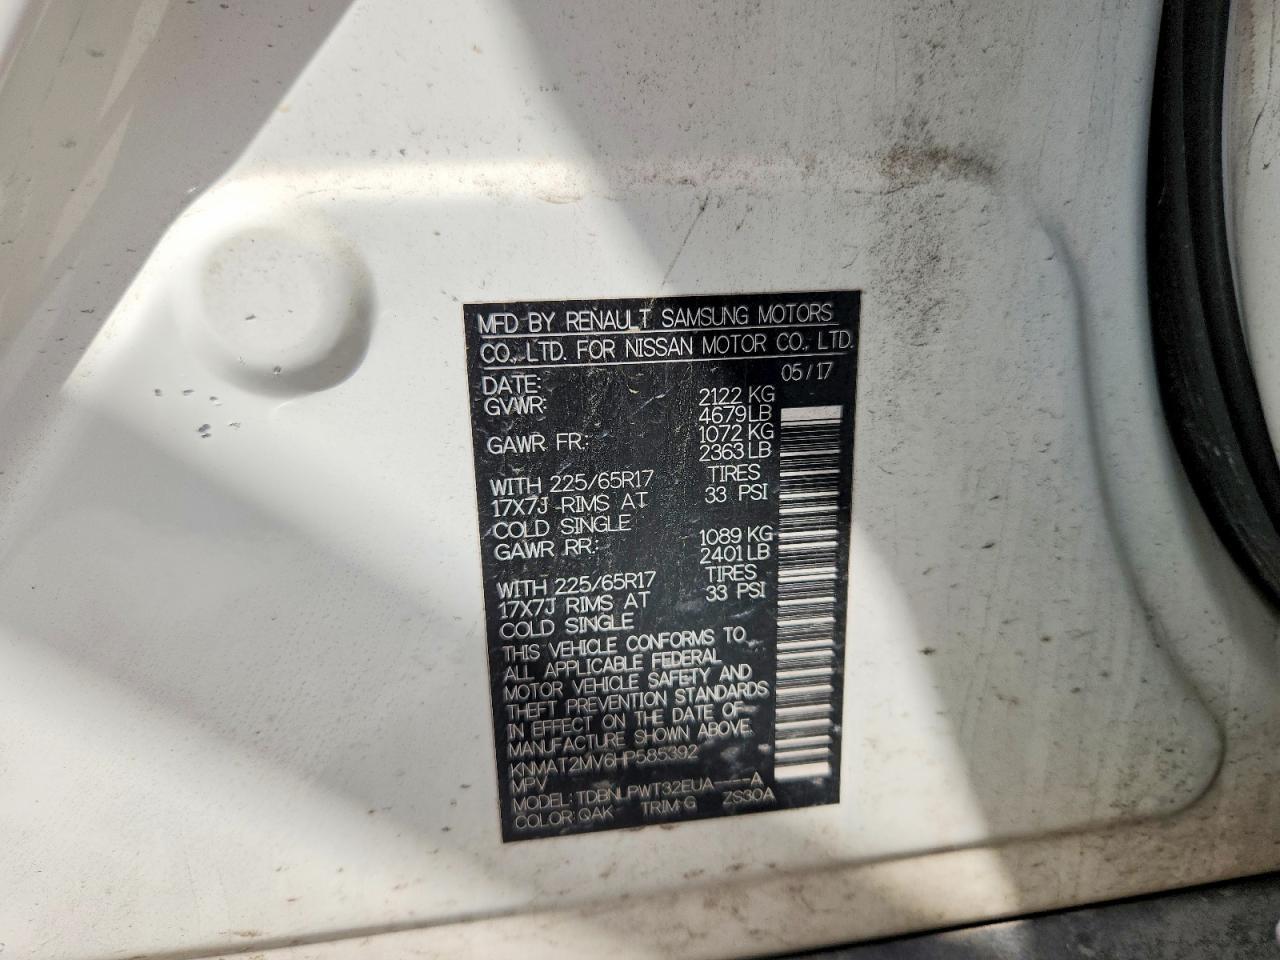 MFD BY RENAULT SAMSUNG MOTORS
CO., LTD. FOR NISSAN MOTOR CO., LTD.
DATE: 05/17
GVWR: 2122 KG
4679 LB
GAWR FR: 1072 KG
2363 LB
WITH 225/65R17 TIRES
17X7J RIMS AT 33 PSI
COLD SINGLE
GAWR RR: 1089 KG
2401 LB
WITH 225/65R17 TIRES
17X7J RIMS AT 33 PSI
COLD SINGLE
THIS VEHICLE CONFORMS TO
ALL APPLICABLE FEDERAL
MOTOR VEHICLE SAFETY AND
THEFT PREVENTION STANDARDS
IN EFFECT ON THE DATE OF
MANUFACTURE SHOWN ABOVE.
KNMAT2MV6HP585392
MPV
MODEL: TDBNLPWT32EUA----A
COLOR: QAK TRIM: G ZS30A